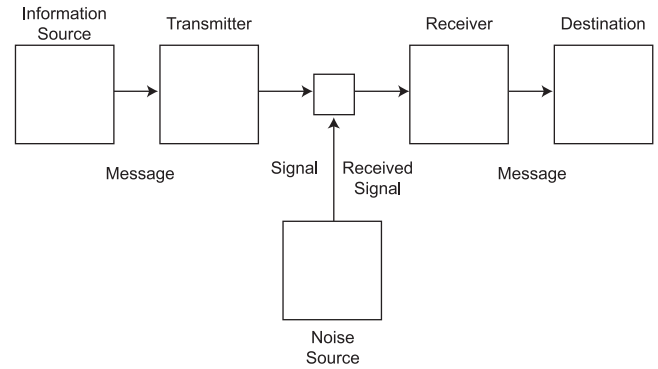 Information
Source
Transmitter
Receiver
Destination
Message
Signal
Received
Signal
Message
Noise
Source